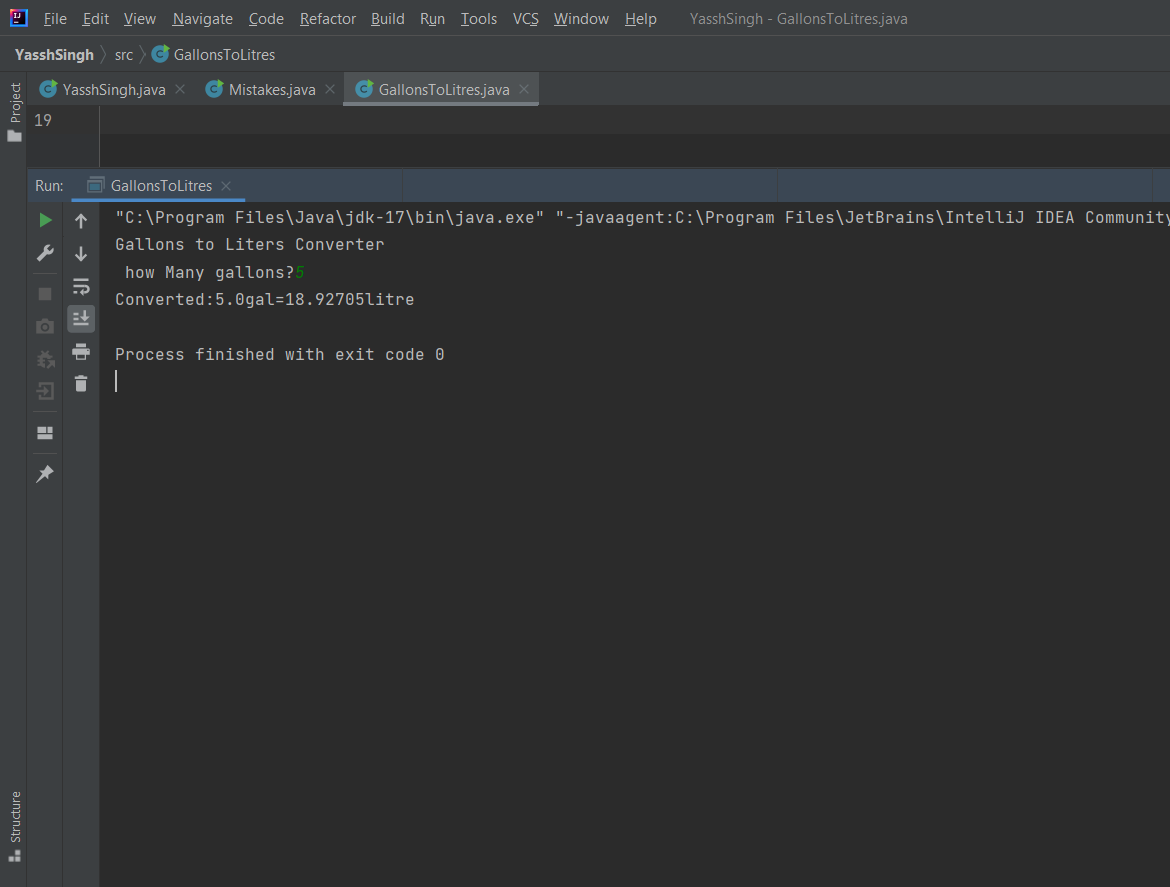 File Edit View Navigate Code Refactor Build Run Tools VCS Window Help YasshSingh - GallonsToLitres.java
YasshSingh src GallonsToLitres
YasshSingh.java Mistakes.java GallonsToLitres.java
Project
19
Run: GallonsToLitres
"C:\Program Files\Java\jdk-17\bin\java.exe" "-javaagent:C:\Program Files\JetBrains\IntelliJ IDEA Community
Gallons to Liters Converter
how Many gallons?5
Converted:5.0gal=18.92705litre
Process finished with exit code 0
Structure